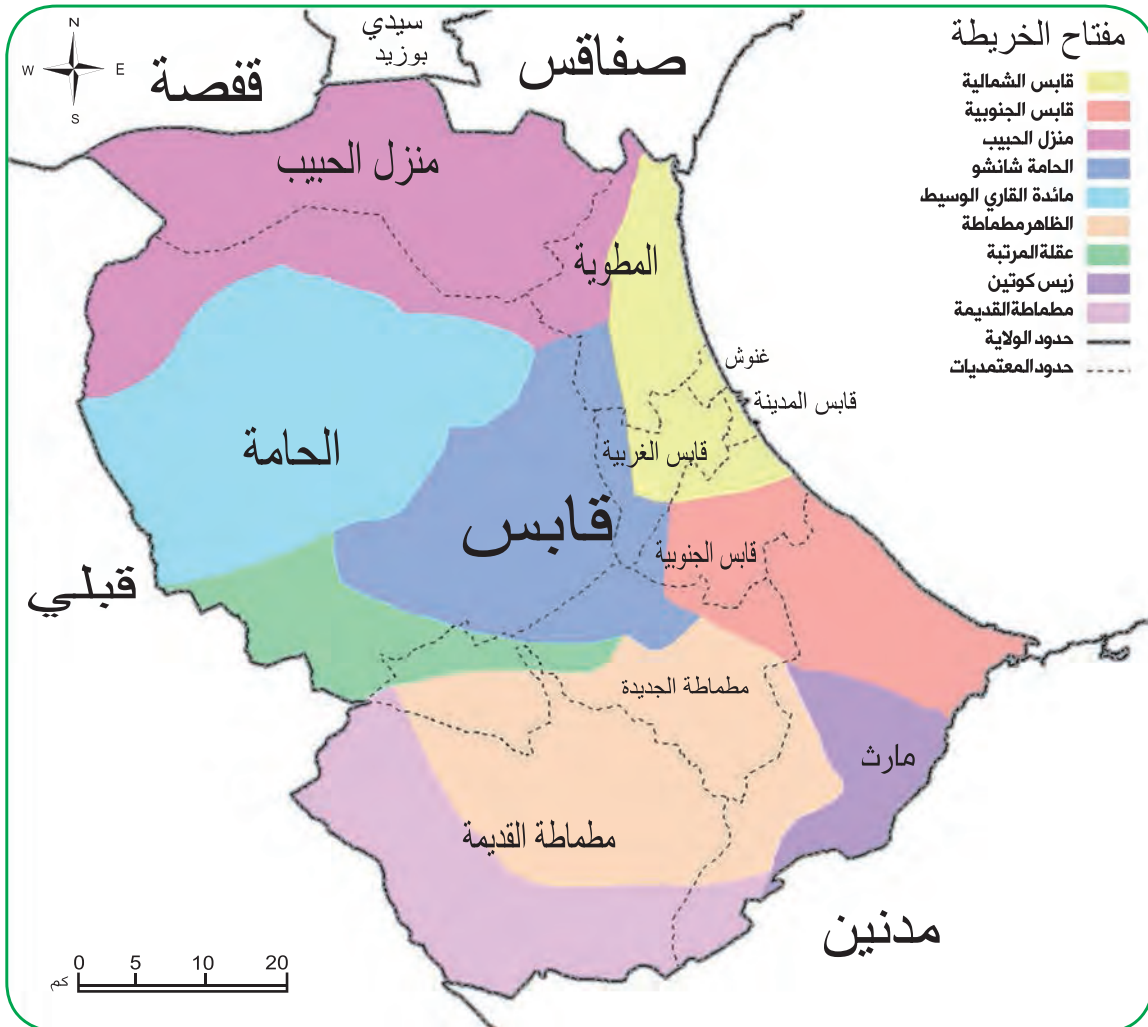 مفتاح الخريطة
قابس الشمالية
قابس الجنوبية
منزل الحبيب
الحامة شانشو
مائدة القاري الوسيط
الظاهر مطماطة
عقلة المرتبة
زيس كوتين
مطماطة القديمة
حدود الولاية
حدود المعتمديات
N
W
E
S
سيدي
بوزيد
صفاقس
قفصة
منزل الحبيب
المطوية
غنوش
قابس المدينة
قابس الغربية
الحامة
قابس
قابس الجنوبية
قبلي
مطماطة الجديدة
مارث
مطماطة القديمة
مدنين
0 5 10 20
كم